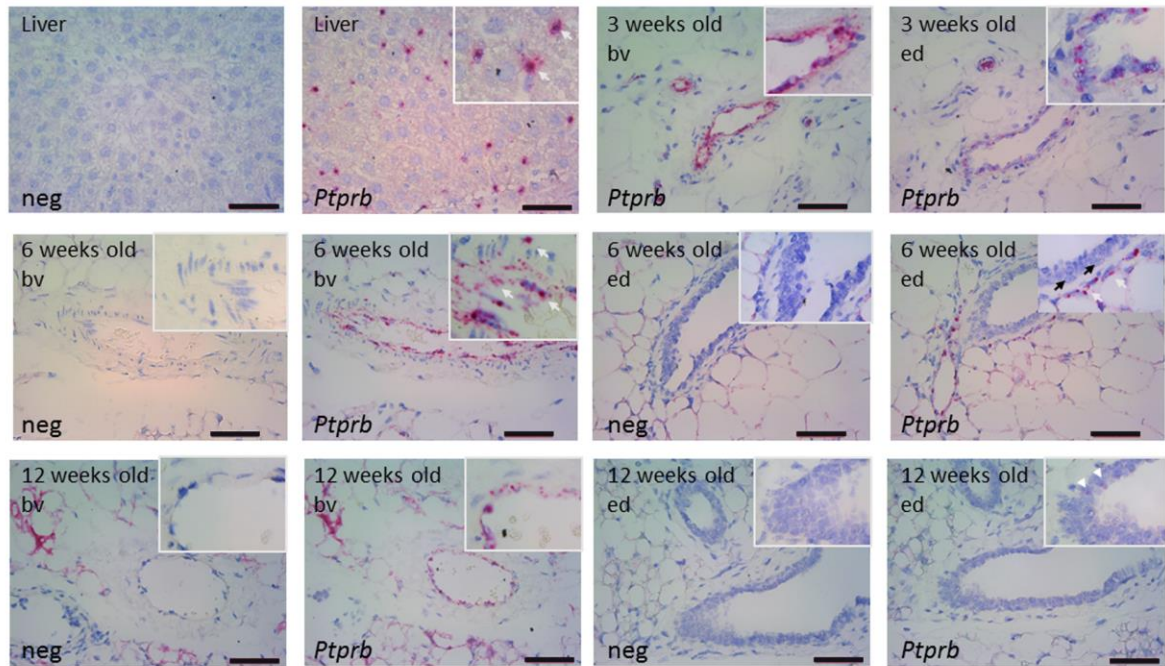 Liver
neg
Liver
Ptprb
3 weeks old
bv
Ptprb
3 weeks old
ed
Ptprb
6 weeks old
bv
neg
6 weeks old
bv
Ptprb
6 weeks old
ed
neg
6 weeks old
ed
Ptprb
12 weeks old
bv
neg
12 weeks old
bv
Ptprb
12 weeks old
ed
neg
12 weeks old
ed
Ptprb